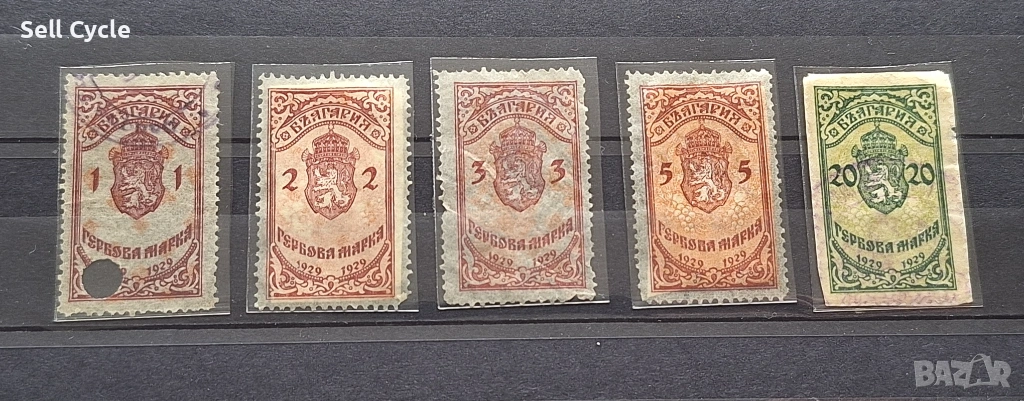 Sell Cycle
БЪЛГАРИЯ
1 1
ГЕРБОВА МАРКА
1929 1929
БЪЛГАРИЯ
2 2
ГЕРБОВА МАРКА
1929 1929
БЪЛГАРИЯ
3 3
ГЕРБОВА МАРКА
1929 1929
БЪЛГАРИЯ
5 5
ГЕРБОВА МАРКА
1929 1929
БЪЛГАРИЯ
20 20
ГЕРБОВА МАРКА
1929 1929
BAZAR